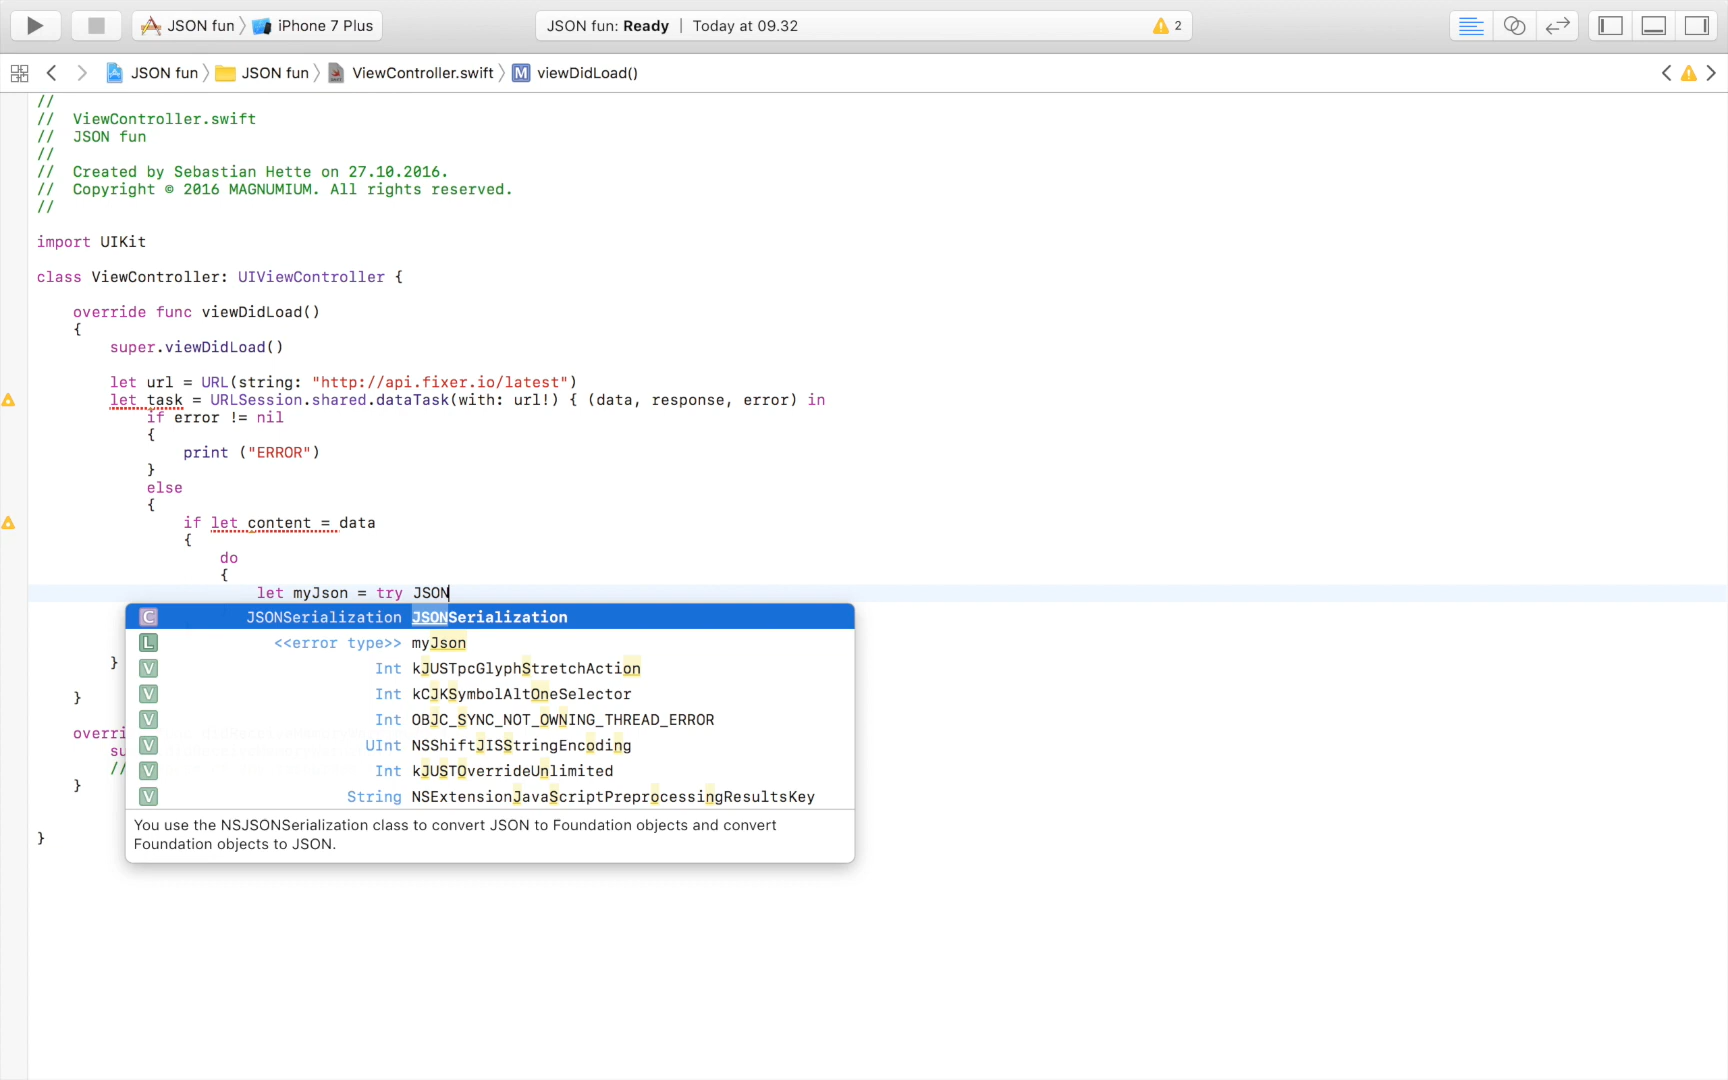 JSON fun iPhone 7 Plus JSON fun: Ready | Today at 09.32 2
JSON fun JSON fun ViewController.swift M viewDidLoad()
//
// ViewController.swift
// JSON fun
//
// Created by Sebastian Hette on 27.10.2016.
// Copyright © 2016 MAGNUMIUM. All rights reserved.
//
import UIKit
class ViewController: UIViewController {
override func viewDidLoad()
{
super.viewDidLoad()
let url = URL(string: "http://api.fixer.io/latest")
let task = URLSession.shared.dataTask(with: url!) { (data, response, error) in
if error != nil
{
print ("ERROR")
}
else
{
if let content = data
{
do
{
let myJson = try JSON
C JSONSerialization JSONSerialization
L <<error type>> myJson
V Int kJUSTpcGlyphStretchAction
}
V Int kCJKSymbolAltOneSelector
}
V Int OBJC_SYNC_NOT_OWNING_THREAD_ERROR
overri
V UInt NSShiftJISStringEncoding
su
//
V Int kJUSTOverrideUnlimited
}
V String NSExtensionJavaScriptPreprocessingResultsKey
You use the NSJSONSerialization class to convert JSON to Foundation objects and convert
Foundation objects to JSON.
}